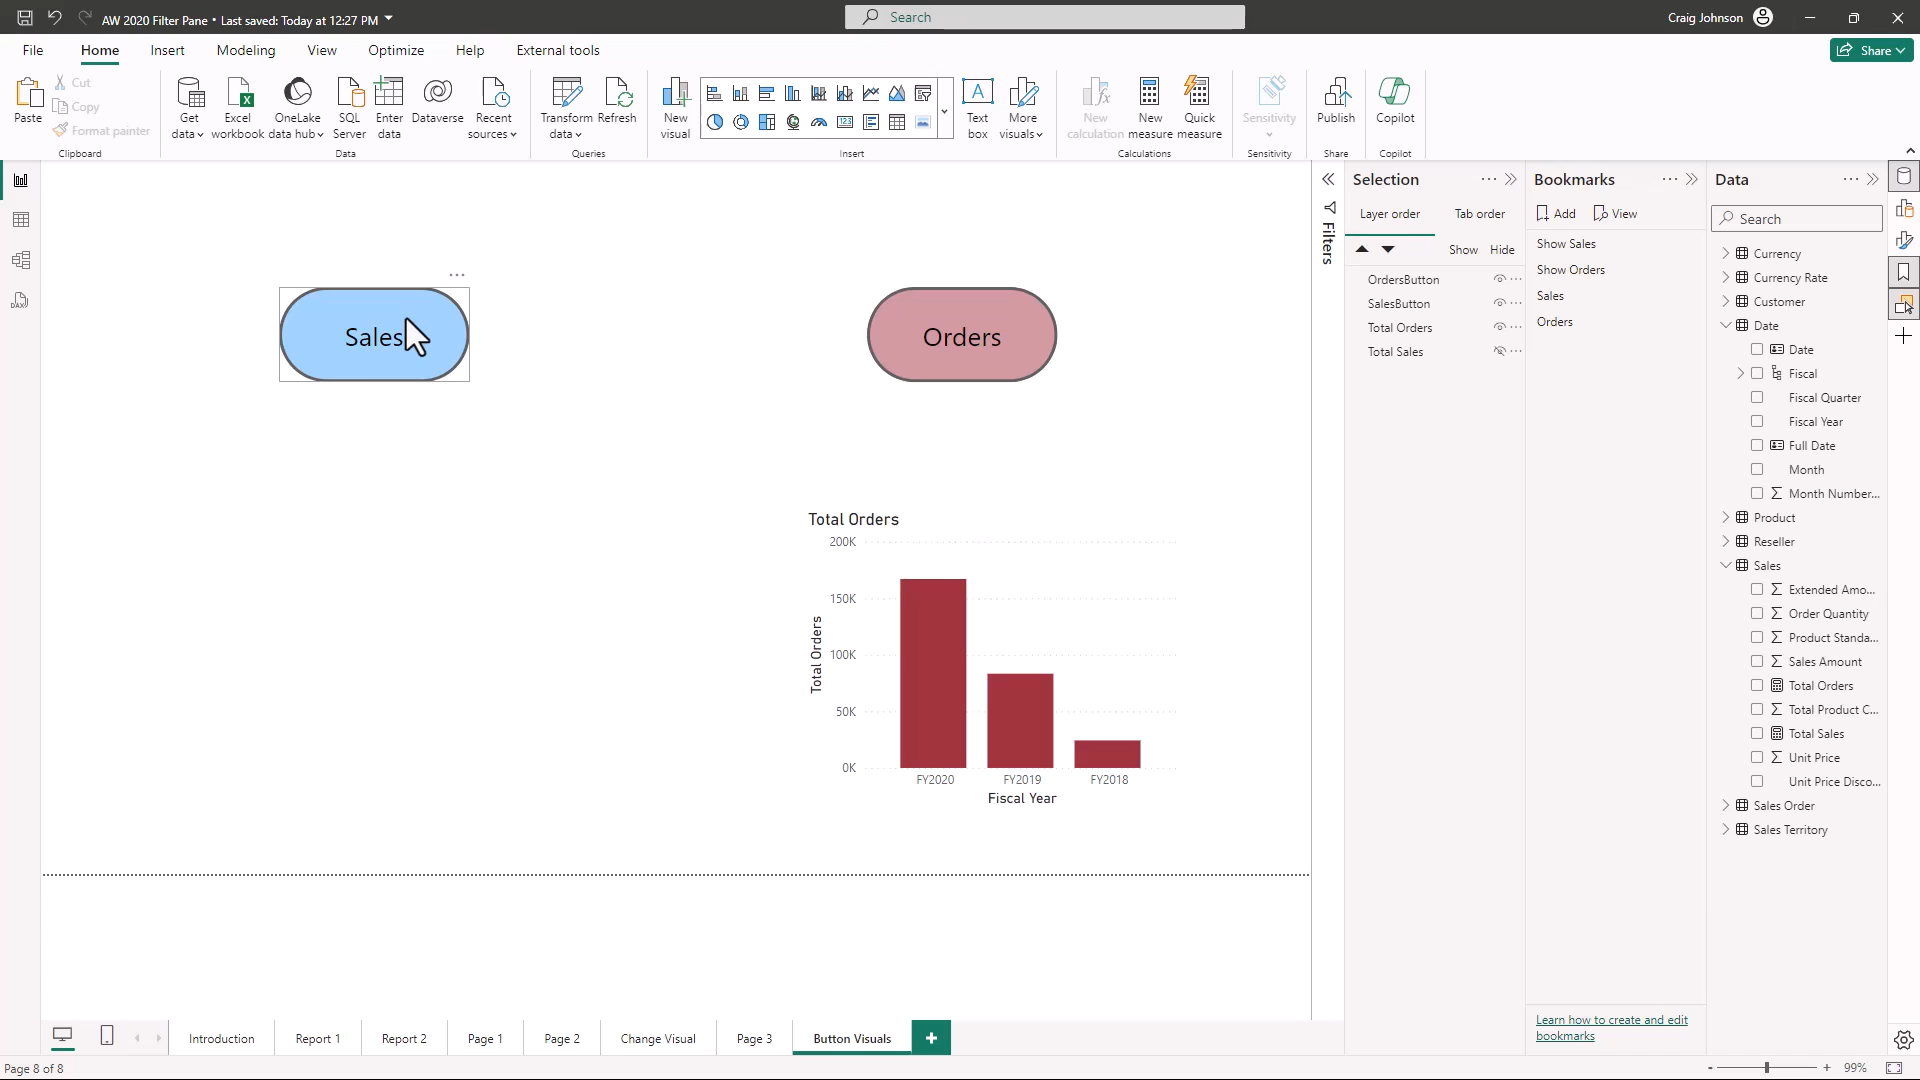 AW 2020 Filter Pane • Last saved: Today at 12:27 PM
Search
Craig Johnson
File
Home
Insert
Modeling
View
Optimize
Help
External tools
Share
Paste
Cut
Copy
Format painter
Clipboard
Get data
Excel workbook
OneLake data hub
SQL Server
Enter data
Dataverse
Recent sources
Data
Transform data
Refresh
Queries
New visual
Text box
More visuals
Insert
New calculation
New measure
Quick measure
Calculations
Sensitivity
Sensitivity
Publish
Share
Copilot
Copilot
Sales
Orders
Total Orders
200K
150K
100K
50K
0K
Total Orders
FY2020
FY2019
FY2018
Fiscal Year
Filters
Selection
Layer order
Tab order
Show
Hide
OrdersButton
SalesButton
Total Orders
Total Sales
Bookmarks
Add
View
Show Sales
Show Orders
Sales
Orders
Learn how to create and edit
bookmarks
Data
Search
Currency
Currency Rate
Customer
Date
Date
Fiscal
Fiscal Quarter
Fiscal Year
Full Date
Month
Month Number...
Product
Reseller
Sales
Extended Amo...
Order Quantity
Product Standa...
Sales Amount
Total Orders
Total Product C...
Total Sales
Unit Price
Unit Price Disco...
Sales Order
Sales Territory
Introduction
Report 1
Report 2
Page 1
Page 2
Change Visual
Page 3
Button Visuals
Page 8 of 8
99%